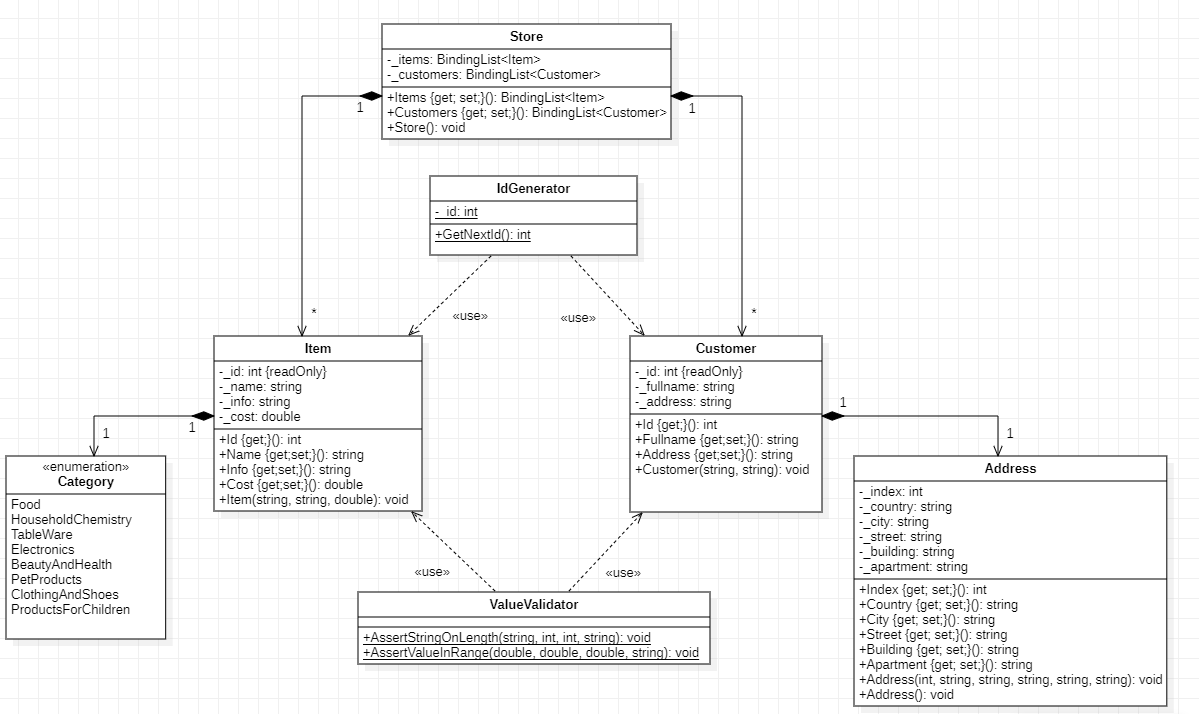 Store
-_items: BindingList<Item>
-_customers: BindingList<Customer>
+Items {get; set;}(): BindingList<Item>
+Customers {get; set;}(): BindingList<Customer>
+Store(): void
1
1
IdGenerator
-_id: int
+GetNextId(): int
*
«use»
«use»
*
Item
-_id: int {readOnly}
-_name: string
-_info: string
-_cost: double
+Id {get;}(): int
+Name {get;set;}(): string
+Info {get;set;}(): string
+Cost {get;set;}(): double
+Item(string, string, double): void
Customer
-_id: int {readOnly}
-_fullname: string
-_address: string
+Id {get;}(): int
+Fullname {get;set;}(): string
+Address {get;set;}(): string
+Customer(string, string): void
1
1
1
1
«enumeration»
Category
Food
HouseholdChemistry
TableWare
Electronics
BeautyAndHealth
PetProducts
ClothingAndShoes
ProductsForChildren
Address
-_index: int
-_country: string
-_city: string
-_street: string
-_building: string
-_apartment: string
+Index {get; set;}(): int
+Country {get; set;}(): string
+City {get; set;}(): string
+Street {get; set;}(): string
+Building {get; set;}(): string
+Apartment {get; set;}(): string
+Address(int, string, string, string, string, string): void
+Address(): void
«use»
«use»
ValueValidator
+AssertStringOnLength(string, int, int, string): void
+AssertValueInRange(double, double, double, string): void